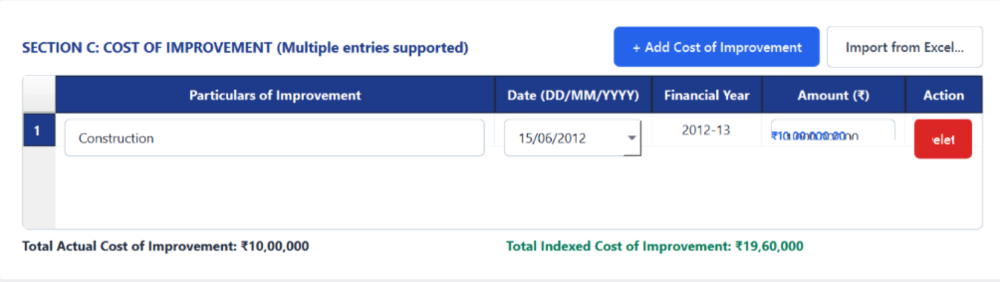 SECTION C: COST OF IMPROVEMENT (Multiple entries supported)
+ Add Cost of Improvement
Import from Excel...
Particulars of Improvement Date (DD/MM/YYYY) Financial Year Amount (₹) Action
1 Construction 15/06/2012 2012-13 elet
Total Actual Cost of Improvement: ₹10,00,000
Total Indexed Cost of Improvement: ₹19,60,000